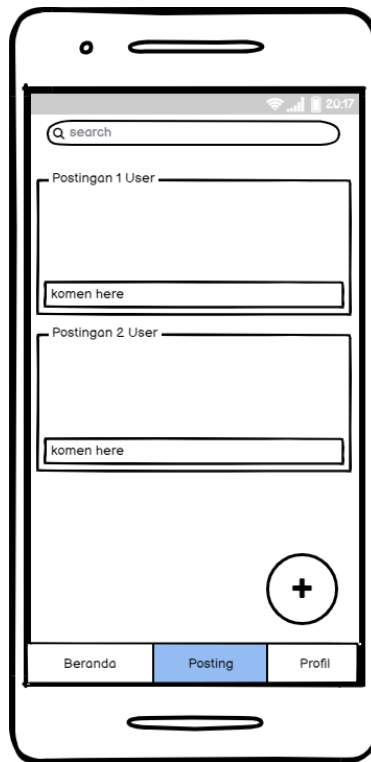 20:17
search
Postingan 1 User
komen here
Postingan 2 User
komen here
+
Beranda Posting Profil